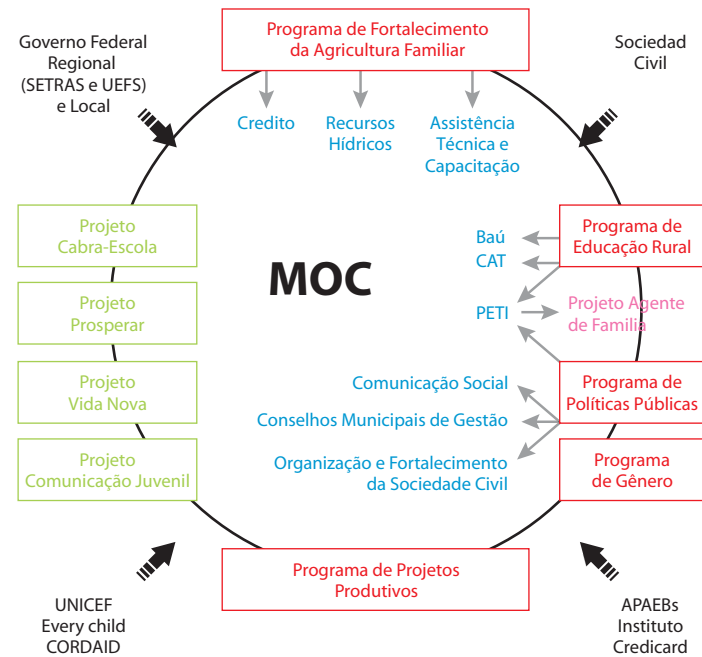 Governo Federal
Regional
(SETRAS e UEFS)
e Local
Programa de Fortalecimento
da Agricultura Familiar
Sociedad
Civil
Credito
Recursos
Hídricos
Assistência
Técnica e
Capacitação
Projeto
Cabra-Escola
Projeto
Prosperar
Projeto
Vida Nova
Projeto
Comunicação Juvenil
MOC
Baú
CAT
PETI
Programa de
Educação Rural
Projeto Agente
de Familia
Comunicação Social
Conselhos Municipais de Gestão
Organização e Fortalecimento
da Sociedade Civil
Programa de
Políticas Públicas
Programa
de Gênero
Programa de Projetos
Produtivos
UNICEF
Every child
CORDAID
APAEBs
Instituto
Credicard